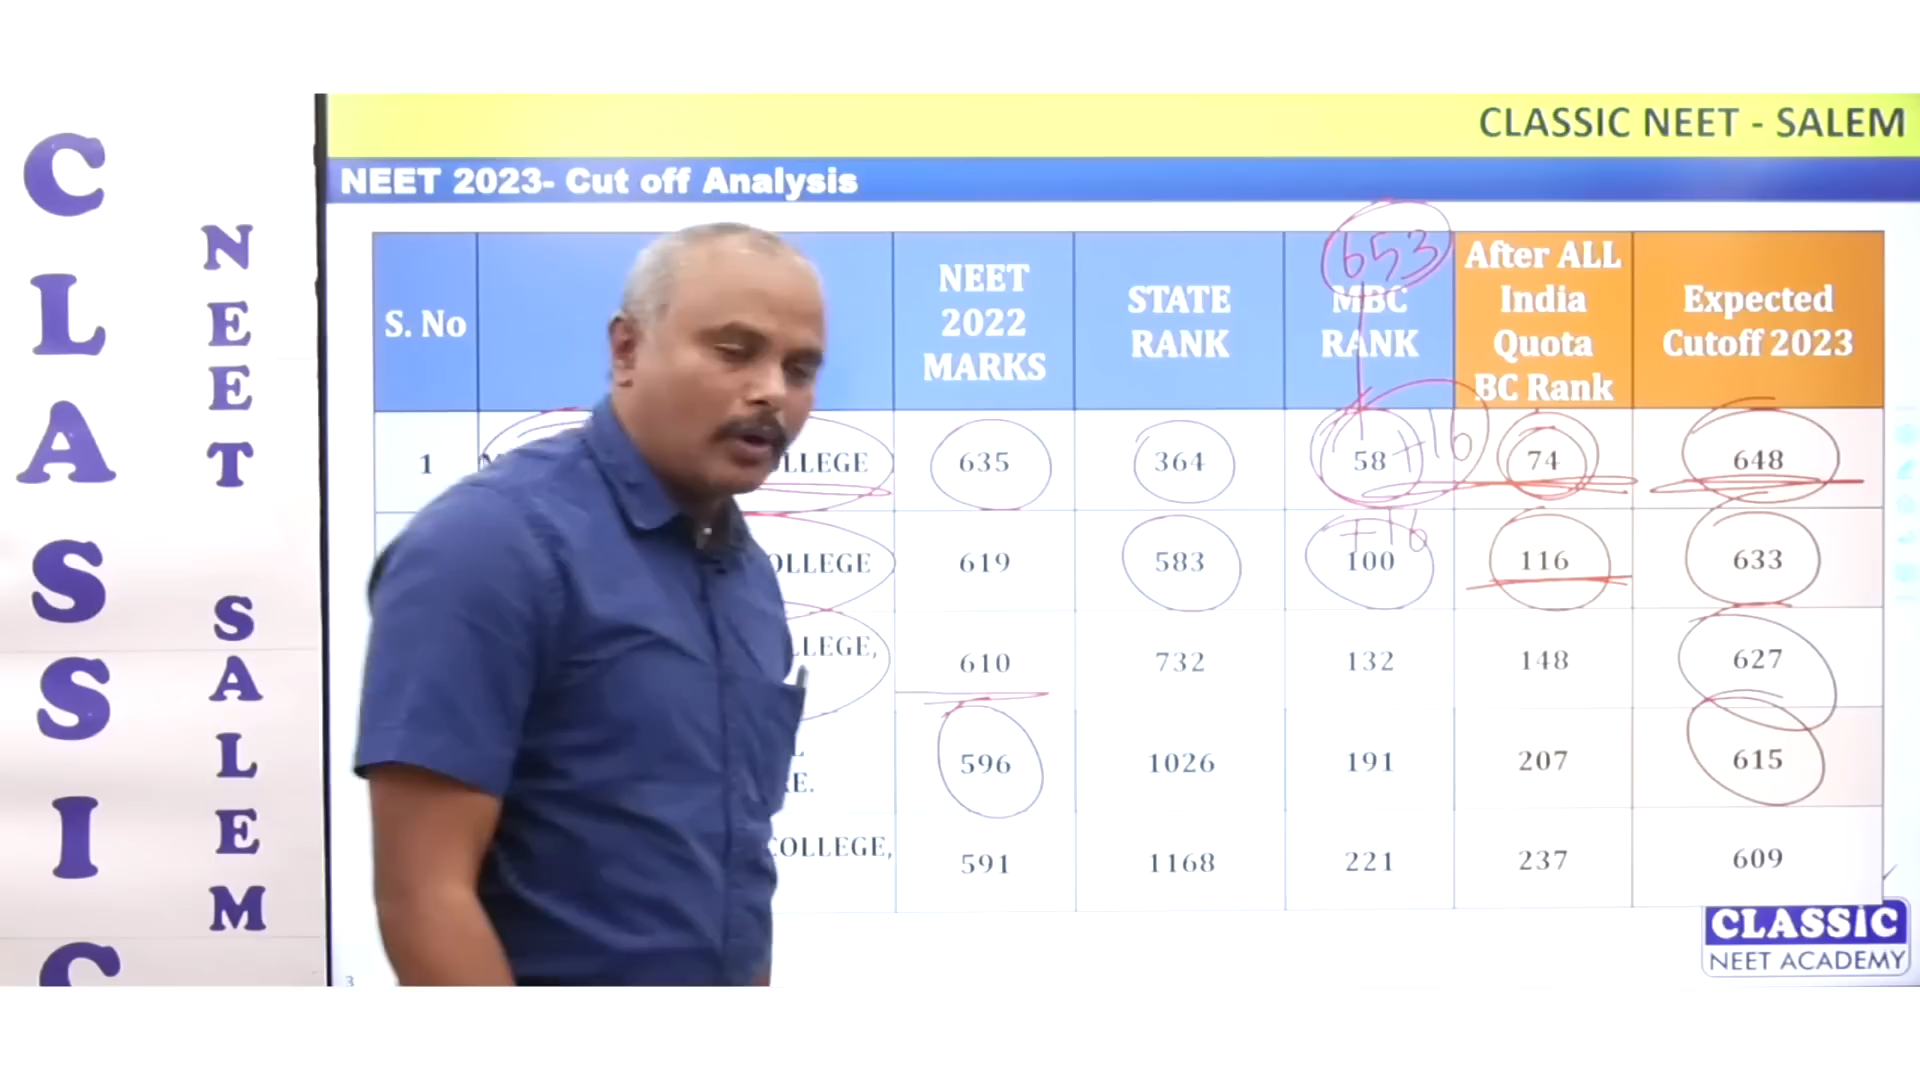 CLASSIC
NEET SALEM
CLASSIC NEET - SALEM
NEET 2023- Cut off Analysis
S. No
NEET
2022
MARKS
STATE
RANK
653
MBC
RANK
After ALL
India
Quota
BC Rank
Expected
Cutoff 2023
1 LLEGE 635 364 58 +16 74 648
OLLEGE 619 583 +16 100 116 633
LLEGE, 610 732 132 148 627
L
RE. 596 1026 191 207 615
COLLEGE, 591 1168 221 237 609
CLASSIC
NEET ACADEMY
3